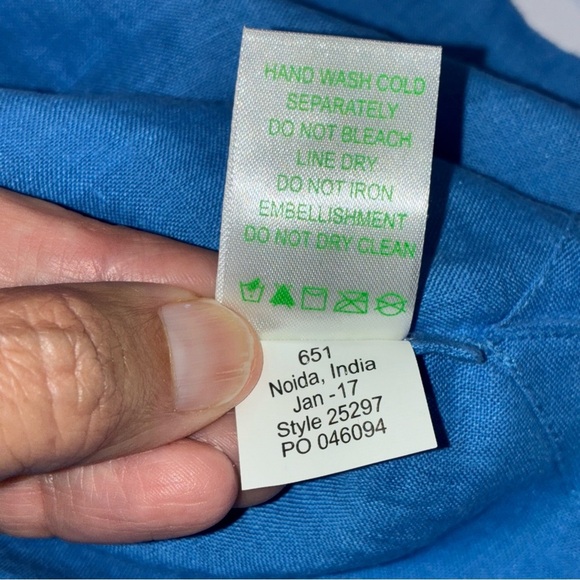 HAND WASH COLD
SEPARATELY
DO NOT BLEACH
LINE DRY
DO NOT IRON
EMBELLISHMENT
DO NOT DRY CLEAN
651
Noida, India
Jan -17
Style 25297
PO 046094